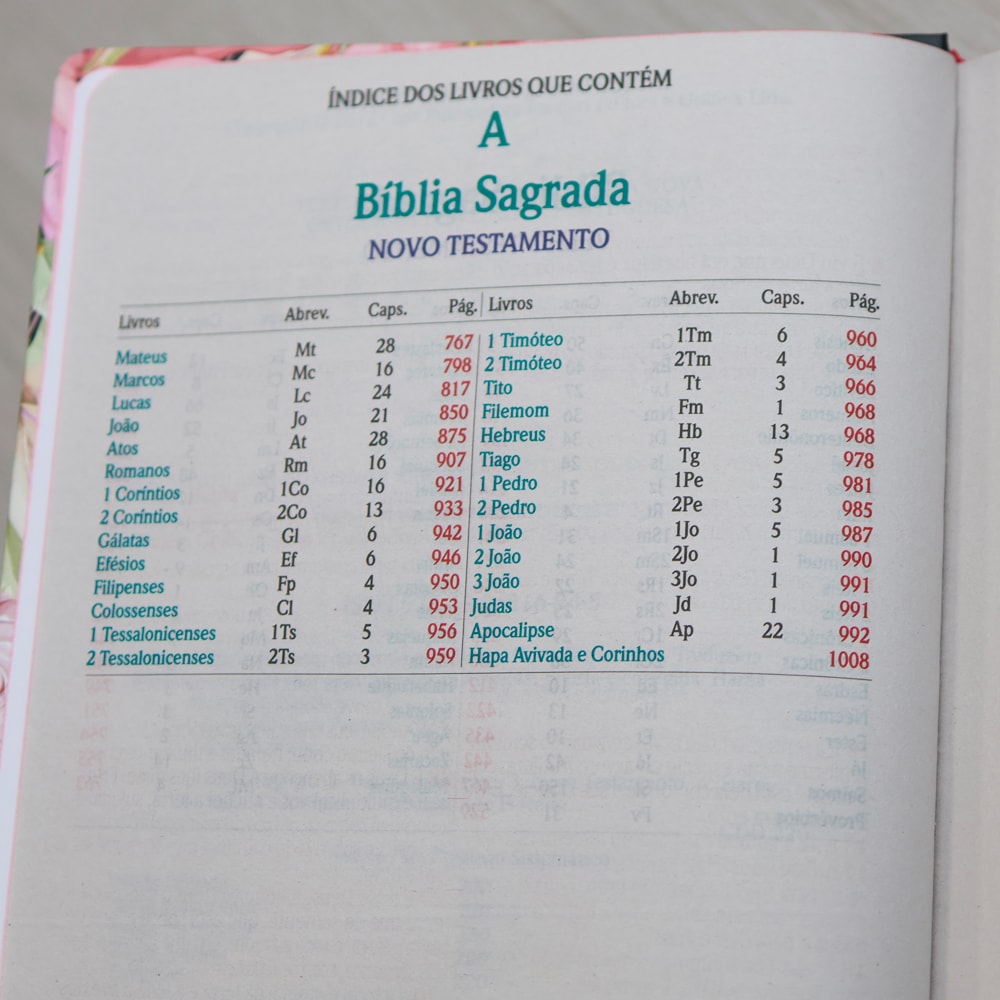 ÍNDICE DOS LIVROS QUE CONTÉM
A
Bíblia Sagrada
NOVO TESTAMENTO
Livros Abrev. Caps. Pág. Livros Abrev. Caps. Pág.
Mateus Mt 28 767 1 Timóteo 1Tm 6 960
Marcos Mc 16 798 2 Timóteo 2Tm 4 964
Lucas Lc 24 817 Tito Tt 3 966
João Jo 21 850 Filemom Fm 1 968
Atos At 28 875 Hebreus Hb 13 968
Romanos Rm 16 907 Tiago Tg 5 978
1 Coríntios 1Co 16 921 1 Pedro 1Pe 5 981
2 Coríntios 2Co 13 933 2 Pedro 2Pe 3 985
Gálatas Gl 6 942 1 João 1Jo 5 987
Efésios Ef 6 946 2 João 2Jo 1 990
Filipenses Fp 4 950 3 João 3Jo 1 991
Colossenses Cl 4 953 Judas Jd 1 991
1 Tessalonicenses 1Ts 5 956 Apocalipse Ap 22 992
2 Tessalonicenses 2Ts 3 959 Hapa Avivada e Corinhos 1008